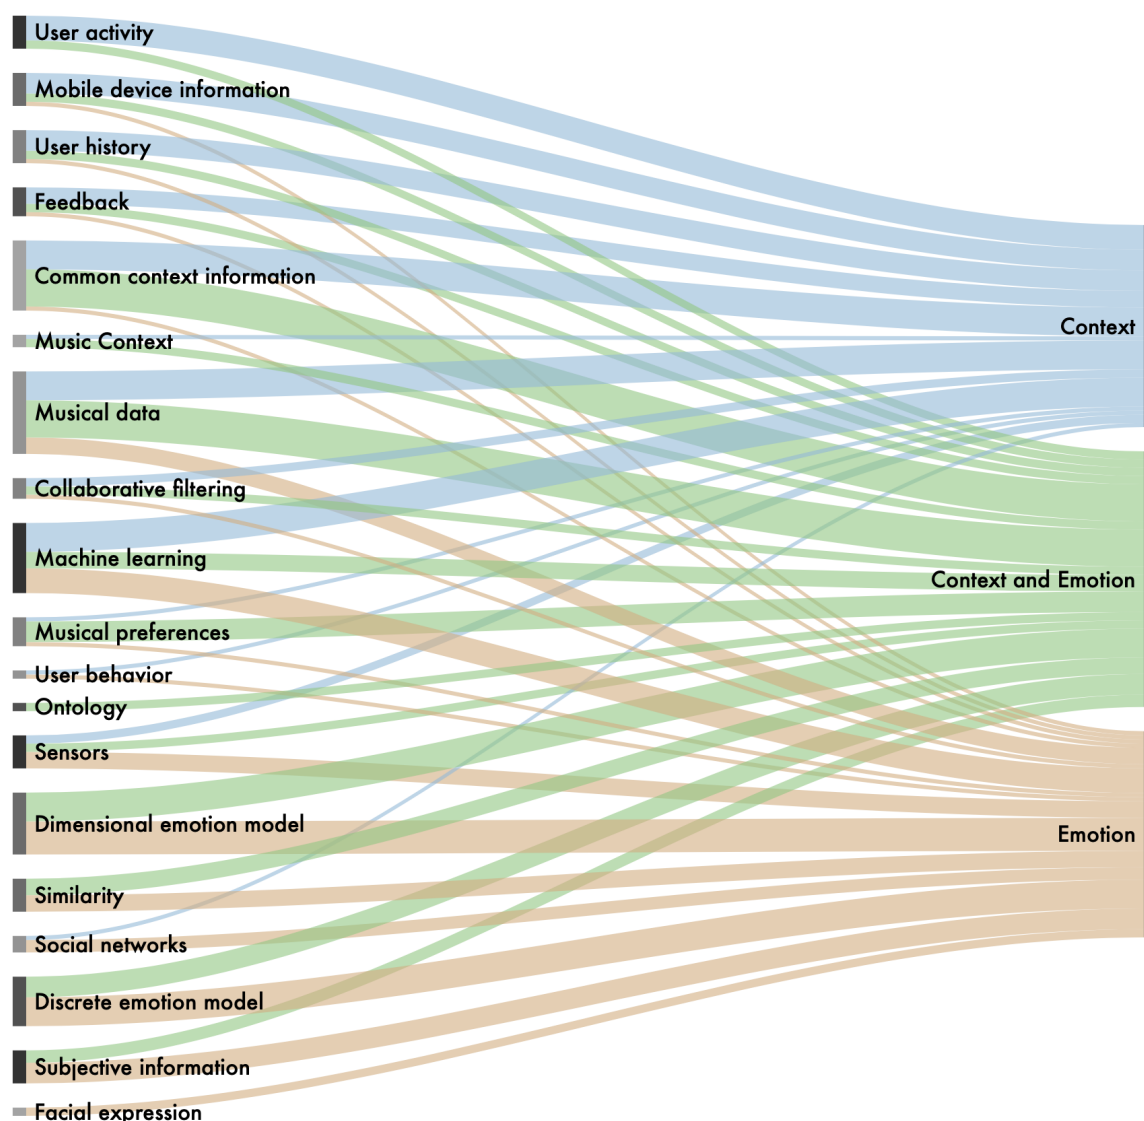 User activity
Mobile device information
User history
Feedback
Common context information
Music Context
Musical data
Collaborative filtering
Machine learning
Musical preferences
User behavior
Ontology
Sensors
Dimensional emotion model
Similarity
Social networks
Discrete emotion model
Subjective information
Facial expression
Context
Context and Emotion
Emotion